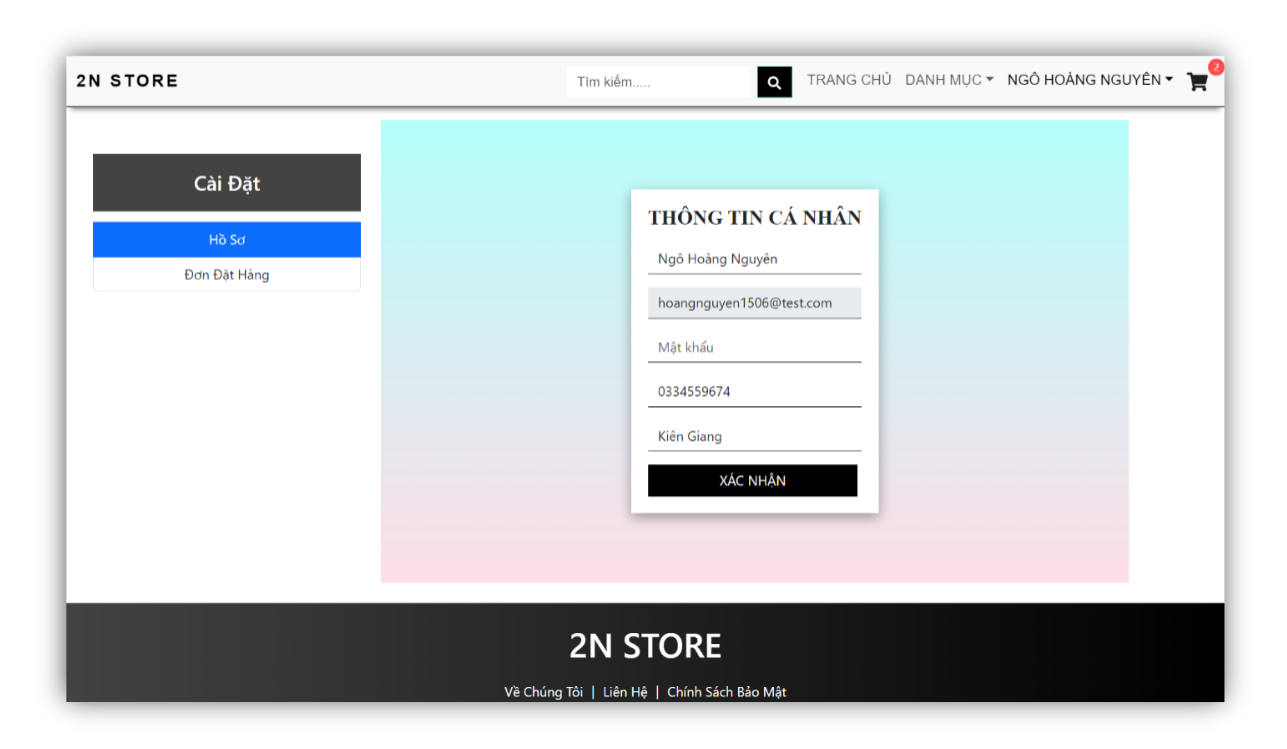 2N STORE
Tìm kiếm.....
TRANG CHỦ
DANH MỤC
NGÔ HOÀNG NGUYÊN
2
Cài Đặt
Hồ Sơ
Đơn Đặt Hàng
THÔNG TIN CÁ NHÂN
Ngô Hoàng Nguyên
hoangnguyen1506@test.com
Mật khẩu
0334559674
Kiên Giang
XÁC NHẬN
2N STORE
Về Chúng Tôi | Liên Hệ | Chính Sách Bảo Mật